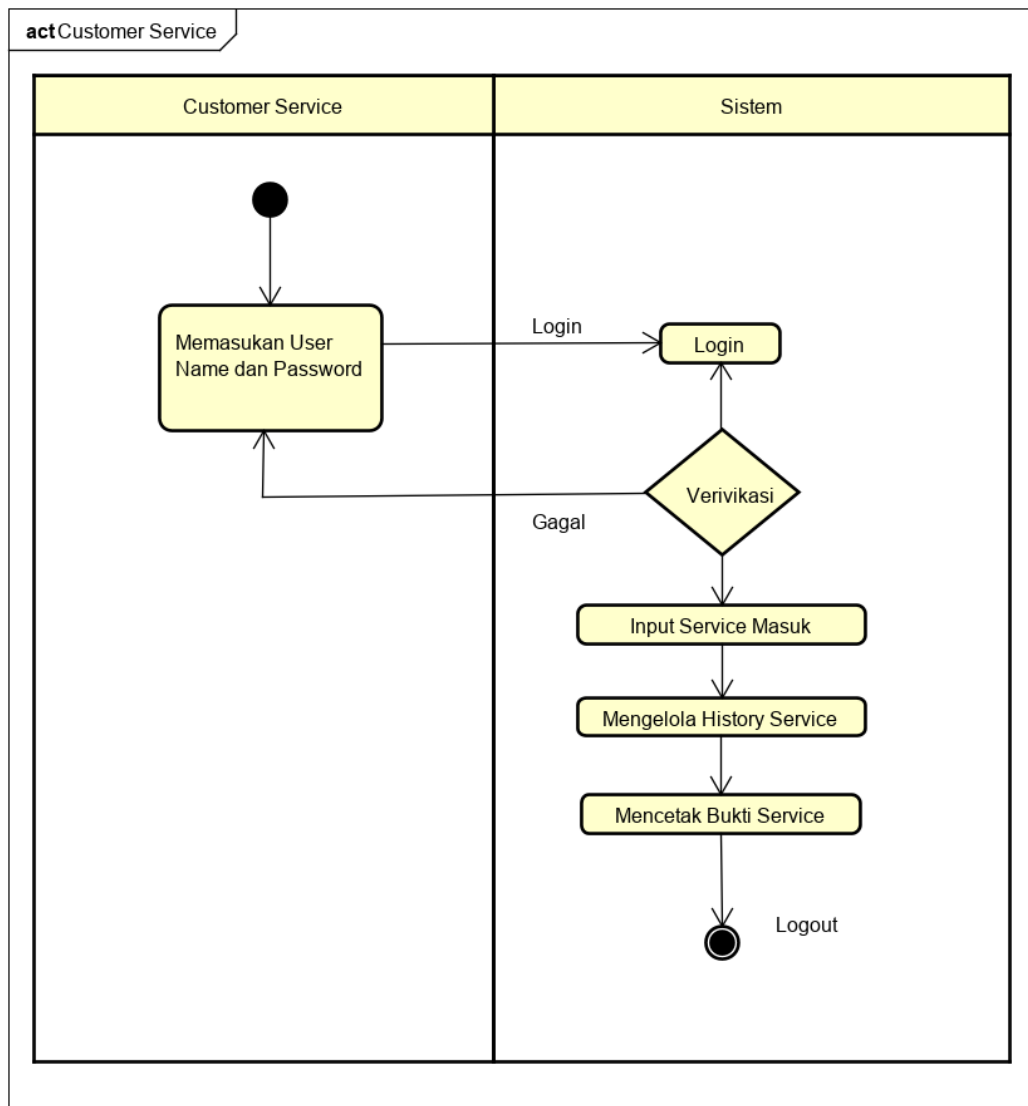 act Customer Service
Customer Service
Sistem
Memasukan User
Name dan Password
Login
Login
Verivikasi
Gagal
Input Service Masuk
Mengelola History Service
Mencetak Bukti Service
Logout